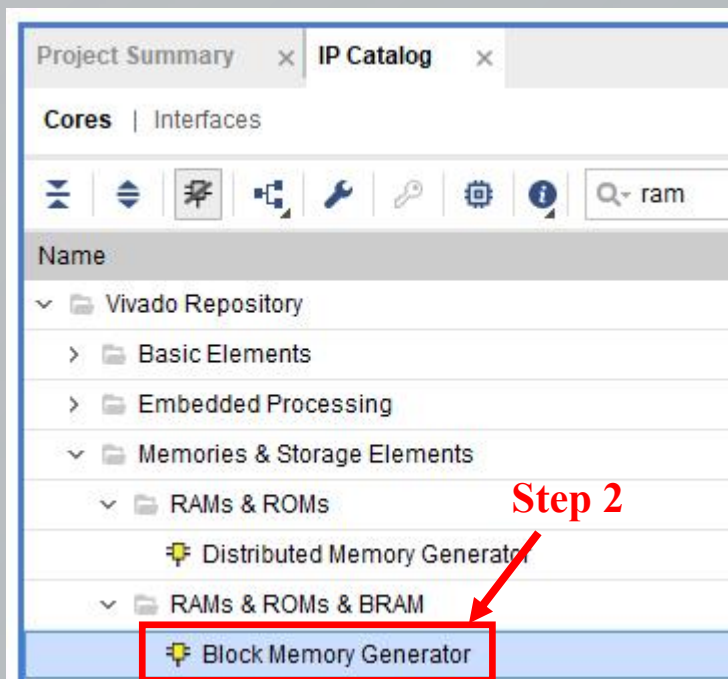 Project Summary × IP Catalog ×
Cores | Interfaces
ram
Name
Vivado Repository
Basic Elements
Embedded Processing
Memories & Storage Elements
RAMs & ROMs
Step 2
Distributed Memory Generator
RAMs & ROMs & BRAM
Block Memory Generator